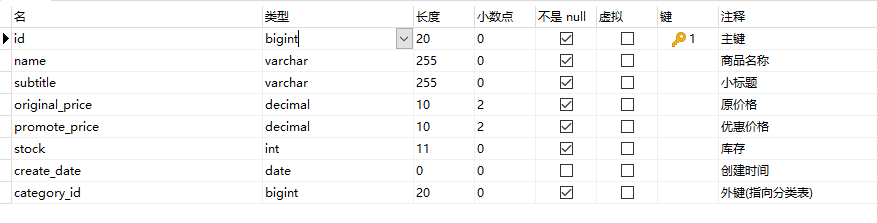 名 类型 长度 小数点 不是 null 虚拟 键 注释
id bigint 20 0 1 主键
name varchar 255 0 商品名称
subtitle varchar 255 0 小标题
original_price decimal 10 2 原价格
promote_price decimal 10 2 优惠价格
stock int 11 0 库存
create_date date 0 0 创建时间
category_id bigint 20 0 外键(指向分类表)